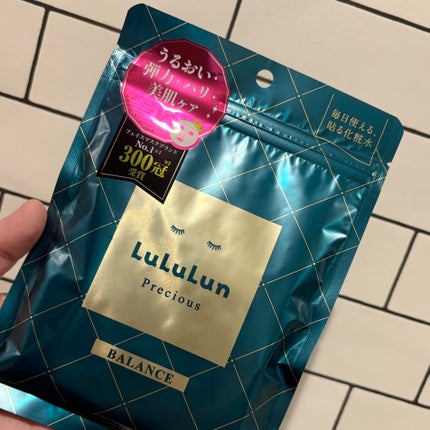 うるおい・
弾力・ハリ
美肌ケア
フェイスマスクブランド
No.1※1
300冠※2
受賞
毎日使える、
貼る化粧水
LuLuLun
Precious
BALANCE